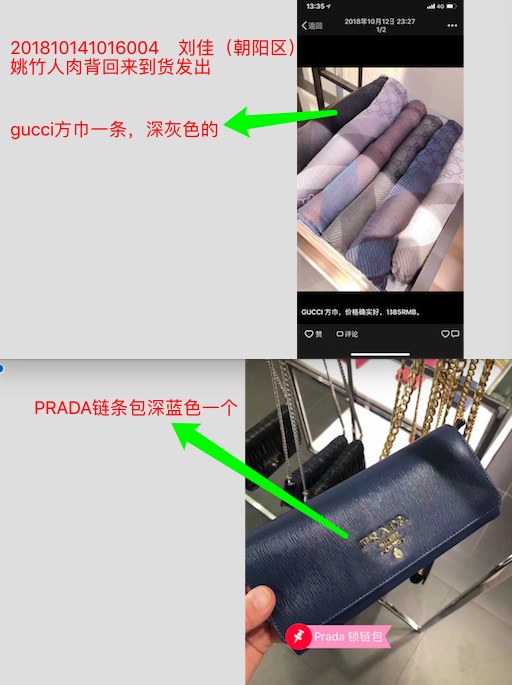 13:35
4G
返回
2018年10月12日 23:27
1/2
201810141016004 刘佳（朝阳区）
姚竹人肉背回来到货发出
gucci方巾一条，深灰色的
GUCCI 方巾，价格确实好，1385RMB。
赞
评论
PRADA链条包深蓝色一个
PRADA
MILANO
Prada 锁链包